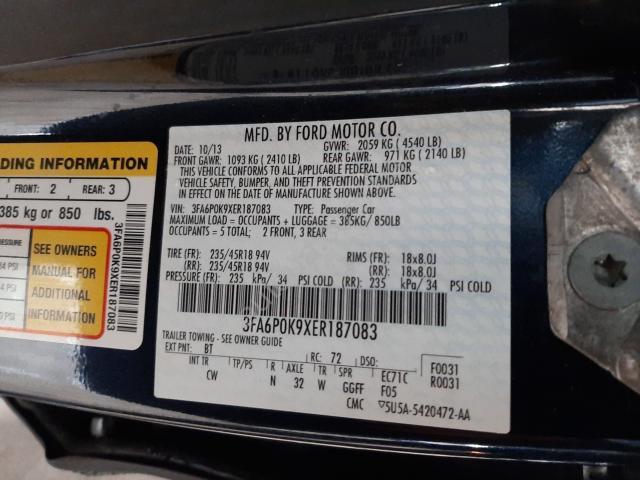 MFD. BY FORD MOTOR CO.
DATE: 10/13 GVWR: 2059 KG ( 4540 LB)
FRONT GAWR: 1093 KG ( 2410 LB) REAR GAWR: 971 KG ( 2140 LB)
THIS VEHICLE CONFORMS TO ALL APPLICABLE FEDERAL MOTOR
VEHICLE SAFETY, BUMPER, AND THEFT PREVENTION STANDARDS
IN EFFECT ON THE DATE OF MANUFACTURE SHOWN ABOVE.
VIN: 3FA6P0K9XER187083 TYPE: Passenger Car
MAXIMUM LOAD = OCCUPANTS + LUGGAGE = 385KG/ 850LB
OCCUPANTS = 5 TOTAL: 2 FRONT, 3 REAR
TIRE (FR): 235/45R18 94V RIMS (FR): 18x8.0J
(RR): 235/45R18 94V (RR): 18x8.0J
PRESSURE (FR): 235 kPa/ 34 PSI COLD (RR): 235 kPa/ 34 PSI COLD
3FA6P0K9XER187083
TRAILER TOWING - SEE OWNER GUIDE
EXT PNT: BT RC: 72 DSO: F0031
INT TR TP/PS R AXLE TR SPR EC71C R0031
CW N 32 W GGFF F05
CMC 5U5A-5420472-AA
DING INFORMATION
FRONT: 2 REAR: 3
385 kg or 850 lbs.
SEE OWNERS
MANUAL FOR
ADDITIONAL
INFORMATION
3FA6P0K9XER187083